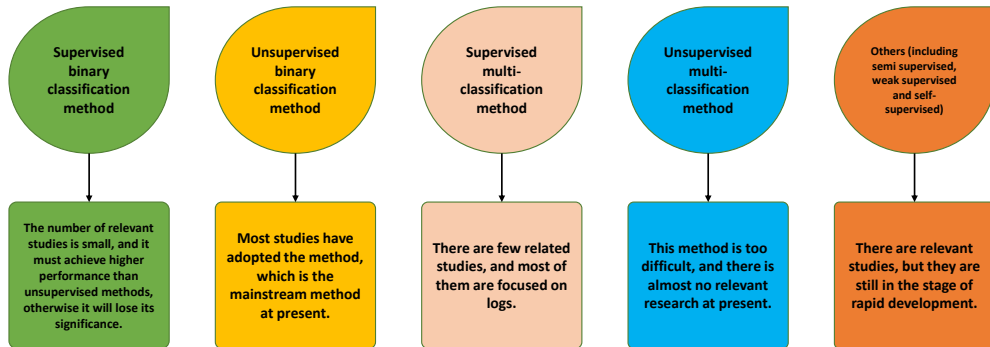 Supervised
binary
classification
method
Unsupervised
binary
classification
method
Supervised
multi-
classification
method
Unsupervised
multi-
classification
method
Others (including
semi supervised,
weak supervised
and self-
supervised)
The number of relevant
studies is small, and it
must achieve higher
performance than
unsupervised methods,
otherwise it will lose its
significance.
Most studies have
adopted the method,
which is the
mainstream method
at present.
There are few related
studies, and most of
them are focused on
logs.
This method is too
difficult, and there is
almost no relevant
research at present.
There are relevant
studies, but they are
still in the stage of
rapid development.